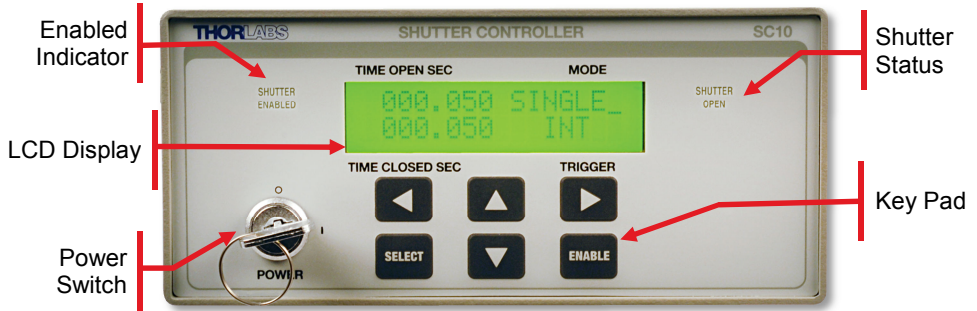 Enabled
Indicator
THORLABS
SHUTTER CONTROLLER
SC10
Shutter
Status
TIME OPEN SEC
MODE
SHUTTER
ENABLED
000.050 SINGLE_
000.050 INT
SHUTTER
OPEN
LCD Display
TIME CLOSED SEC
TRIGGER
Key Pad
O
I
POWER
SELECT
ENABLE
Power
Switch